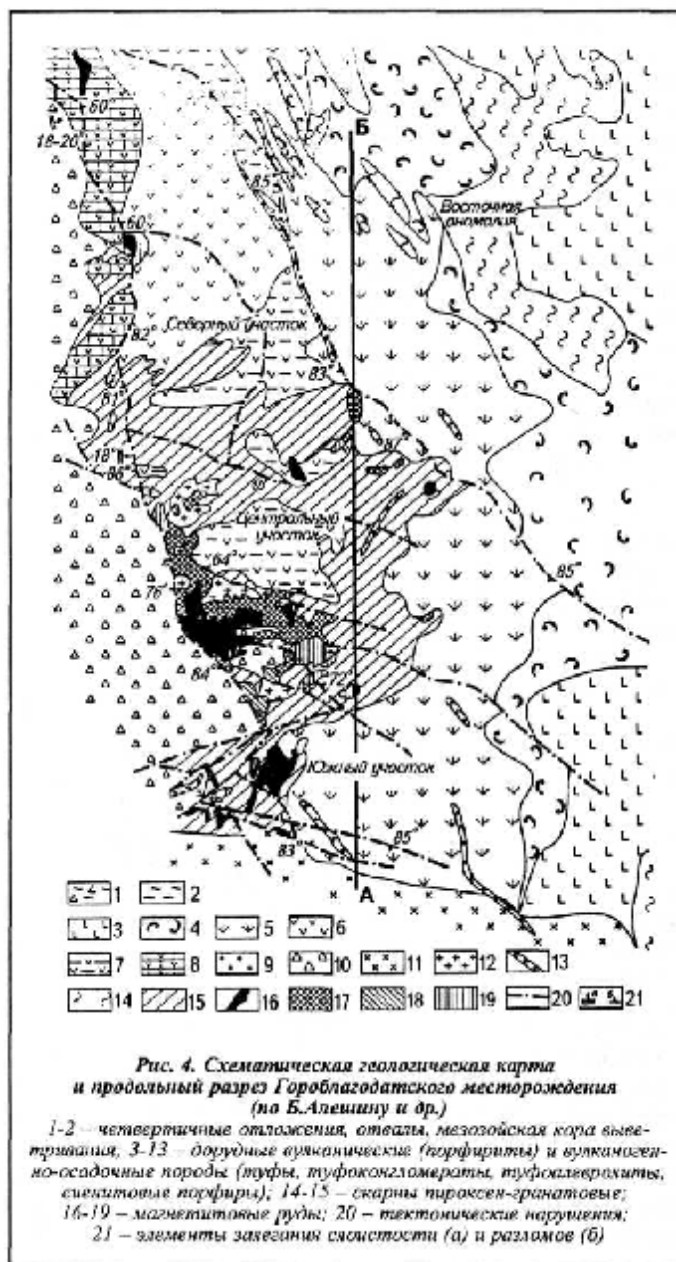 Б
60°
18-20°
85°
Восточная
аномалия
60°
82°
Северный участок
83°
81°
18°
86°
Центральный
участок
64°
76°
85°
84°
72°
Южный участок
83°
85°
А
1 2
3 4 5 6
7 8 9 10 11 12 13
14 15 16 17 18 19 20 21
Рис. 4. Схематическая геологическая карта
и продольный разрез Гороблагодатского месторождения
(по Б.Алешину и др.)
1-2 – четвертичные отложения, отвалы, мезозойская кора выве-
тривания; 3-13 – дорудные вулканические (порфириты) и вулканоген-
но-осадочные породы (туфы, туфоконгломераты, туфоалевролиты,
сиенитовые порфиры); 14-15 – скарны пироксен-гранатовые;
16-19 – магнетитовые руды; 20 – тектонические нарушения;
21 – элементы залегания слоистости (а) и разломов (б)